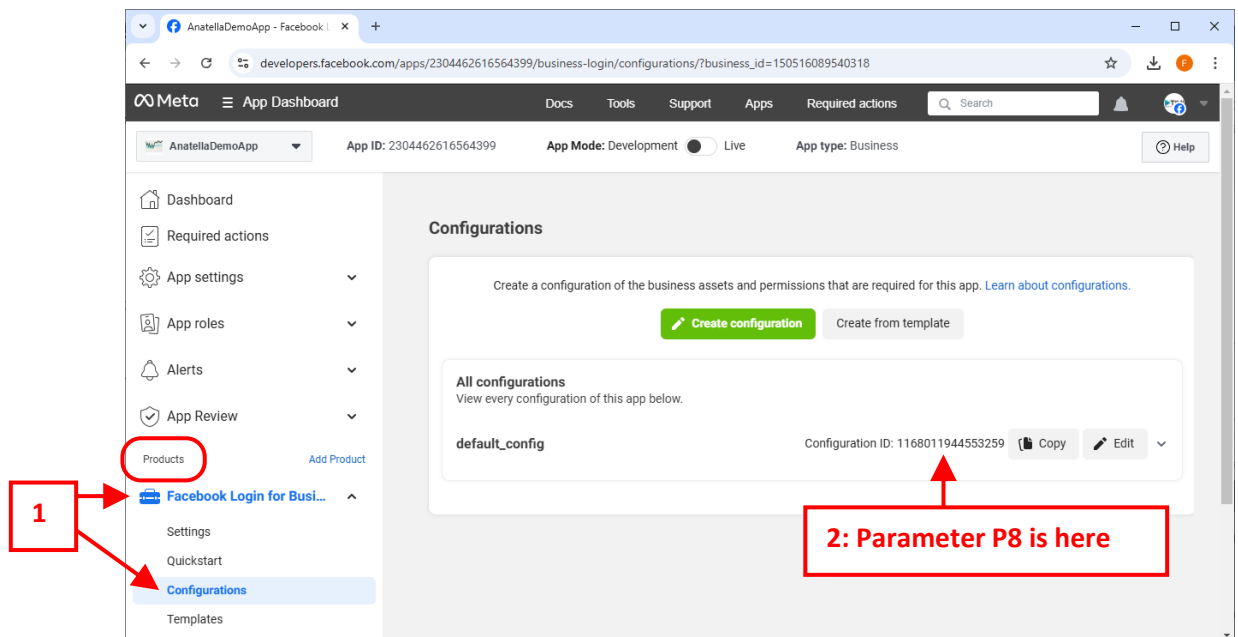 AnatellaDemoApp - Facebook L
developers.facebook.com/apps/2304462616564399/business-login/configurations/?business_id=150516089540318
F
Meta App Dashboard Docs Tools Support Apps Required actions Search
AnatellaDemoApp App ID: 2304462616564399 App Mode: Development Live App type: Business Help
Dashboard
Required actions
App settings
App roles
Alerts
App Review
Products Add Product
Facebook Login for Busi...
Settings
Quickstart
Configurations
Templates
1
Configurations
Create a configuration of the business assets and permissions that are required for this app. Learn about configurations.
Create configuration Create from template
All configurations
View every configuration of this app below.
default_config Configuration ID: 1168011944553259 Copy Edit
2: Parameter P8 is here